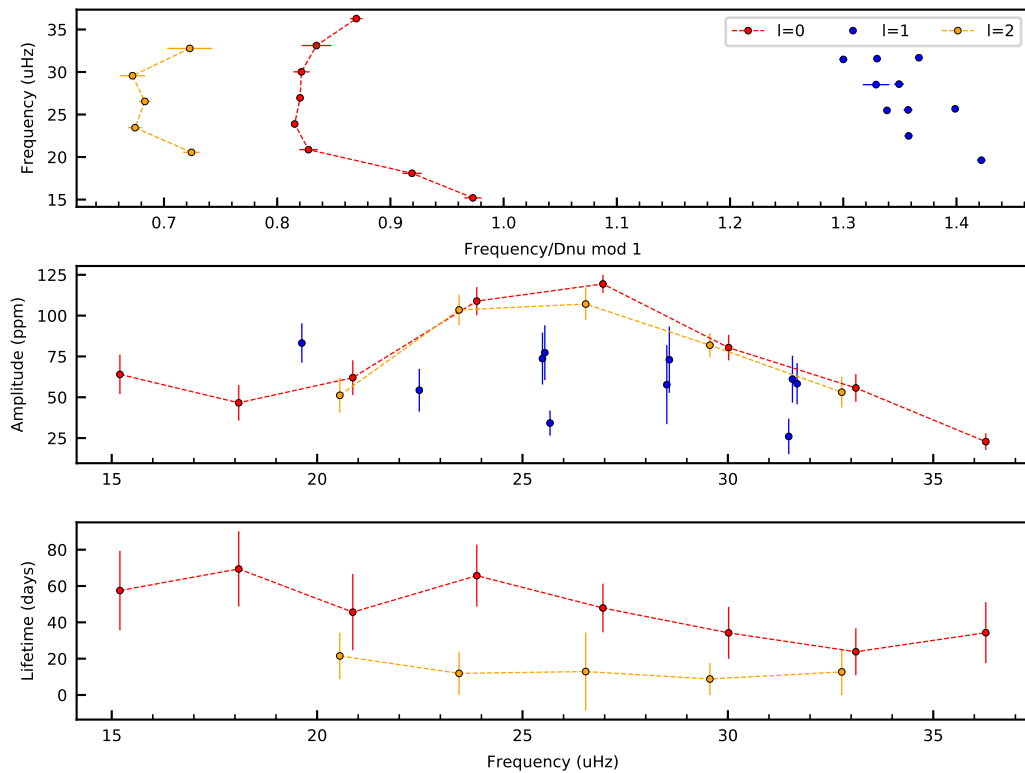 35
30
25
20
15
Frequency (uHz)
l=0 l=1 l=2
0.7 0.8 0.9 1.0 1.1 1.2 1.3 1.4
Frequency/Dnu mod 1
125
100
75
50
25
Amplitude (ppm)
15 20 25 30 35
80
60
40
20
0
Lifetime (days)
15 20 25 30 35
Frequency (uHz)